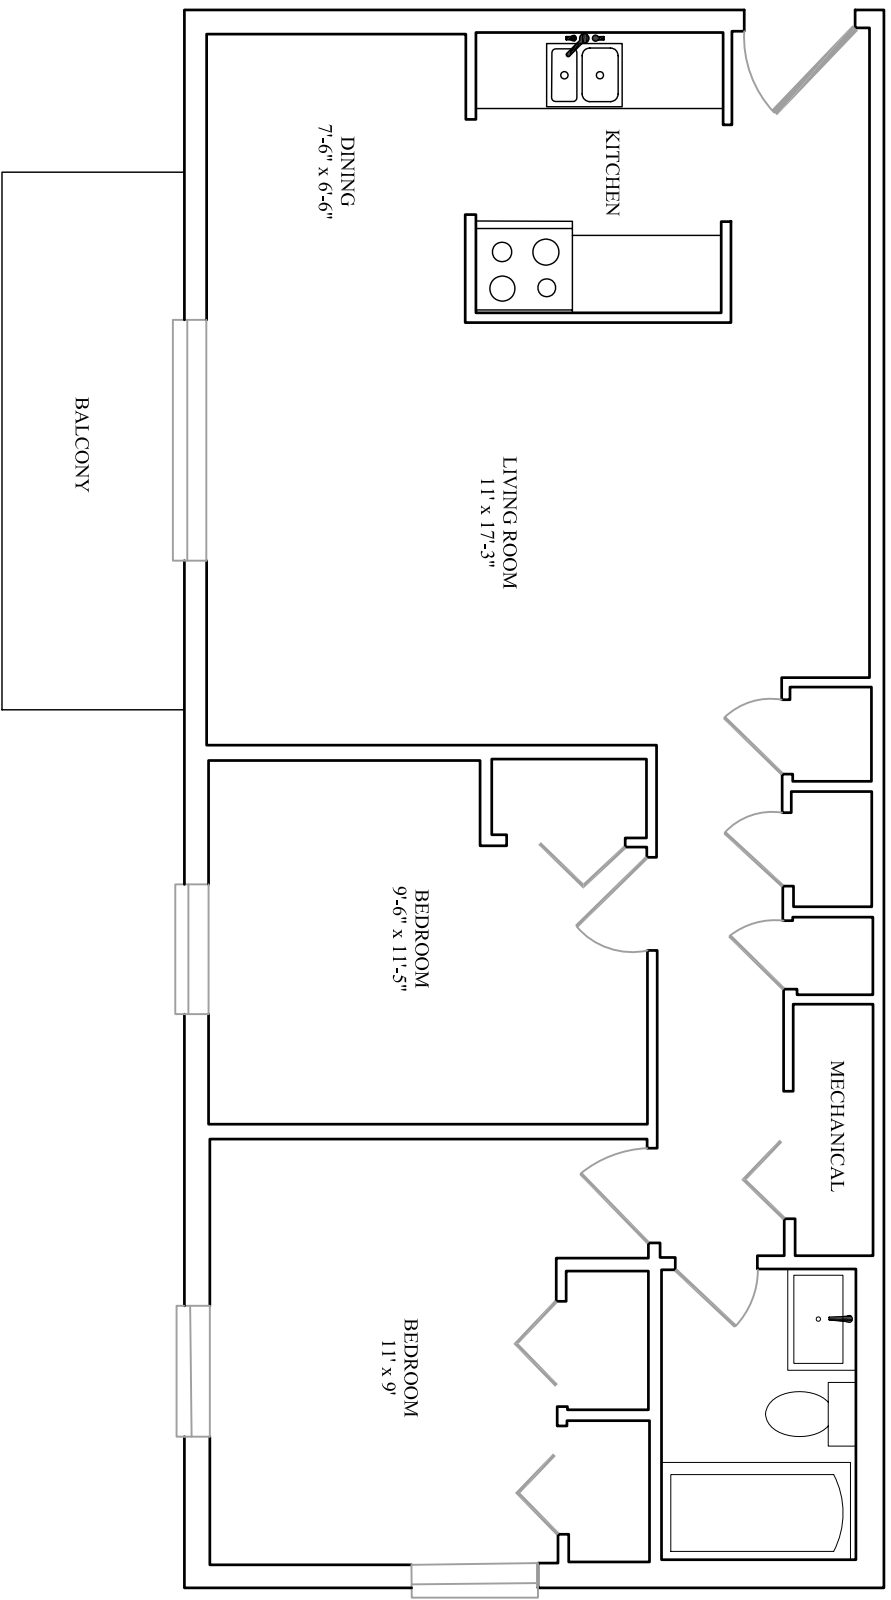 KITCHEN
DINING
7'-6" x 6'-6"
BALCONY
LIVING ROOM
11' x 17'-3"
BEDROOM
9'-6" x 11'-5"
MECHANICAL
BEDROOM
11' x 9'